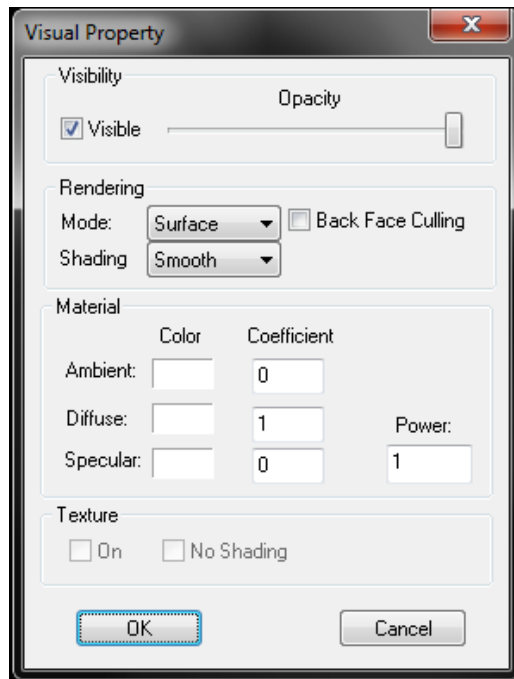 Visual Property
Visibility
Opacity
Visible
Rendering
Mode: Surface Back Face Culling
Shading Smooth
Material
Color Coefficient
Ambient: 0
Diffuse: 1 Power:
Specular: 0 1
Texture
On No Shading
OK Cancel